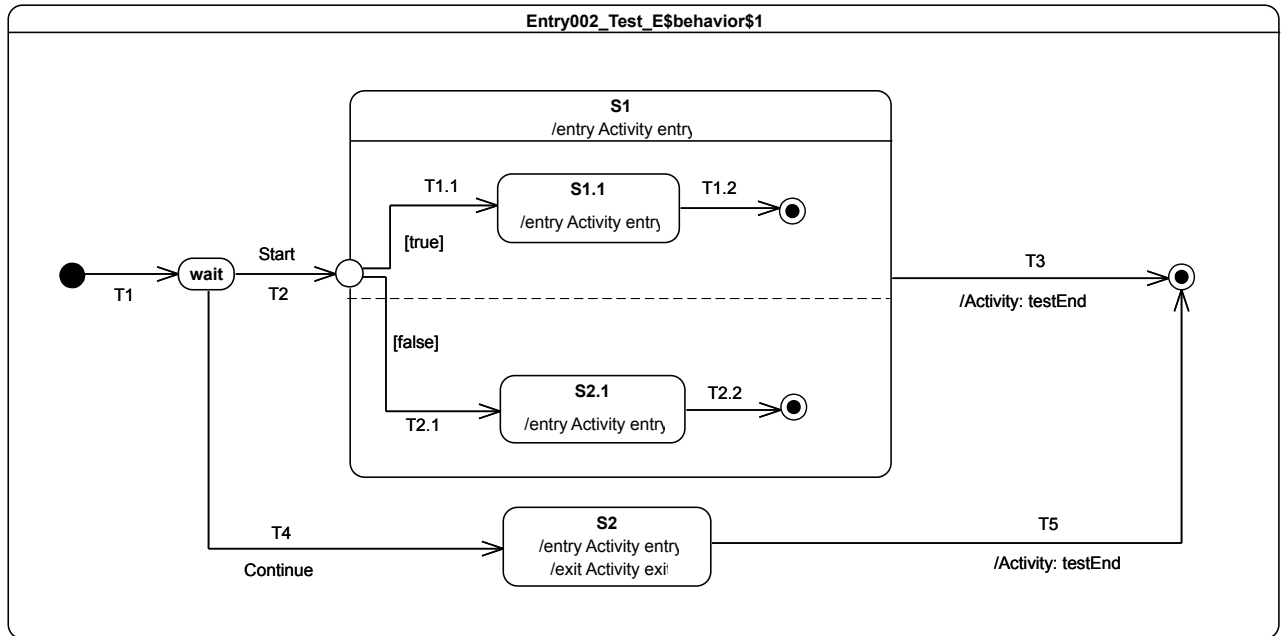 Entry002_Test_E$behavior$1
S1
/entry Activity entry
T1.1
S1.1
/entry Activity entry
T1.2
[true]
Start
wait
T1
T2
T3
/Activity: testEnd
[false]
S2.1
/entry Activity entry
T2.1
T2.2
T4
Continue
S2
/entry Activity entry
/exit Activity exi
T5
/Activity: testEnd